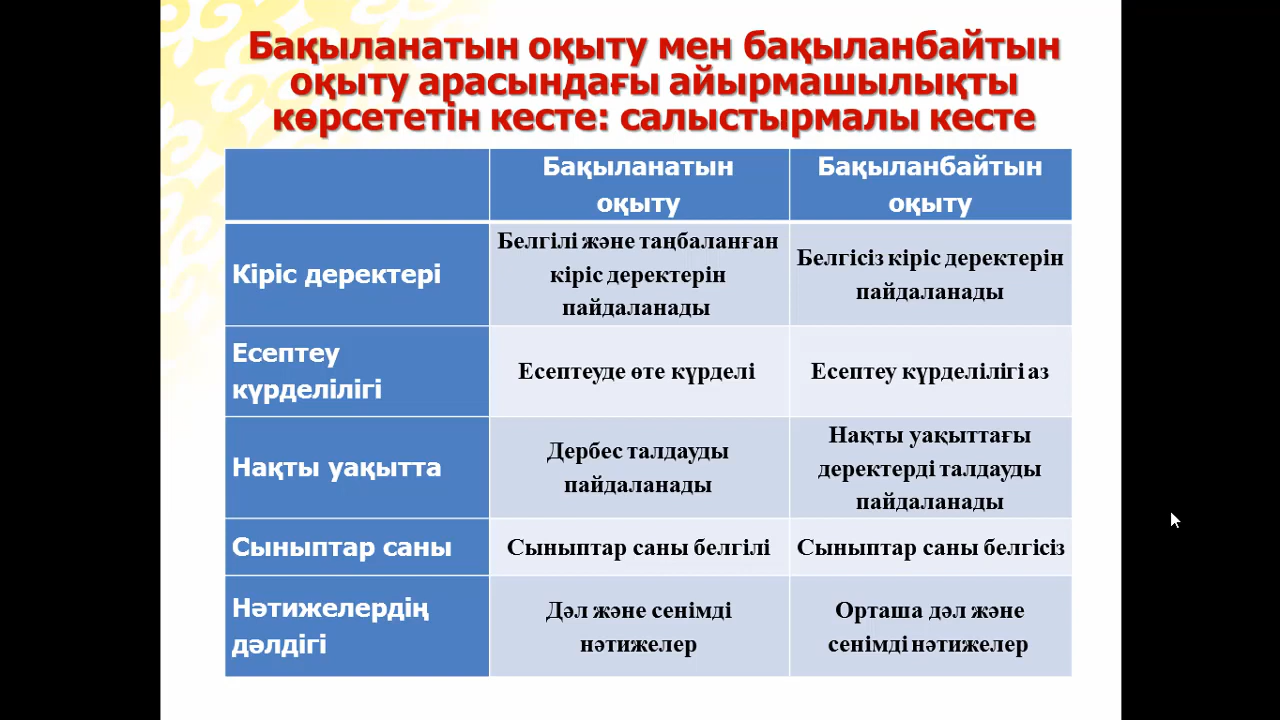 Бақыланатын оқыту мен бақыланбайтын
оқыту арасындағы айырмашылықты
көрсететін кесте: салыстырмалы кесте
Бақыланатын
оқыту
Бақыланбайтын
оқыту
Кіріс деректері
Белгілі және таңбаланған
кіріс деректерін
пайдаланады
Белгісіз кіріс деректерін
пайдаланады
Есептеу
күрделілігі
Есептеуде өте күрделі
Есептеу күрделілігі аз
Нақты уақытта
Дербес талдауды
пайдаланады
Нақты уақыттағы
деректерді талдауды
пайдаланады
Сыныптар саны
Сыныптар саны белгілі
Сыныптар саны белгісіз
Нәтижелердің
дәлдігі
Дәл және сенімді
нәтижелер
Орташа дәл және
сенімді нәтижелер